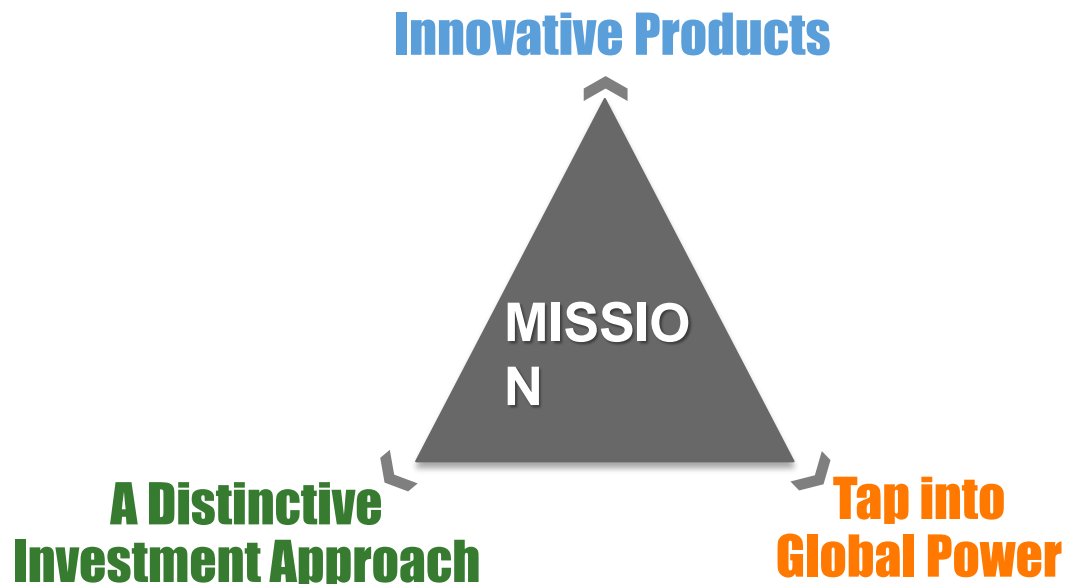 Innovative Products
MISSIO
N
A Distinctive
Investment Approach
Tap into
Global Power